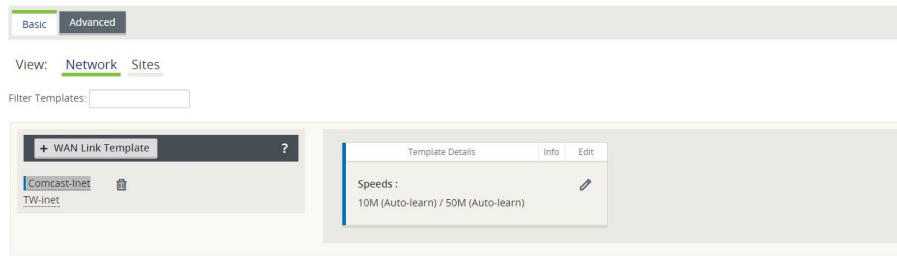 Basic Advanced
View: Network Sites
Filter Templates:
+ WAN Link Template ?
Comcast-Inet
TW-inet
Template Details Info Edit
Speeds :
10M (Auto-learn) / 50M (Auto-learn)